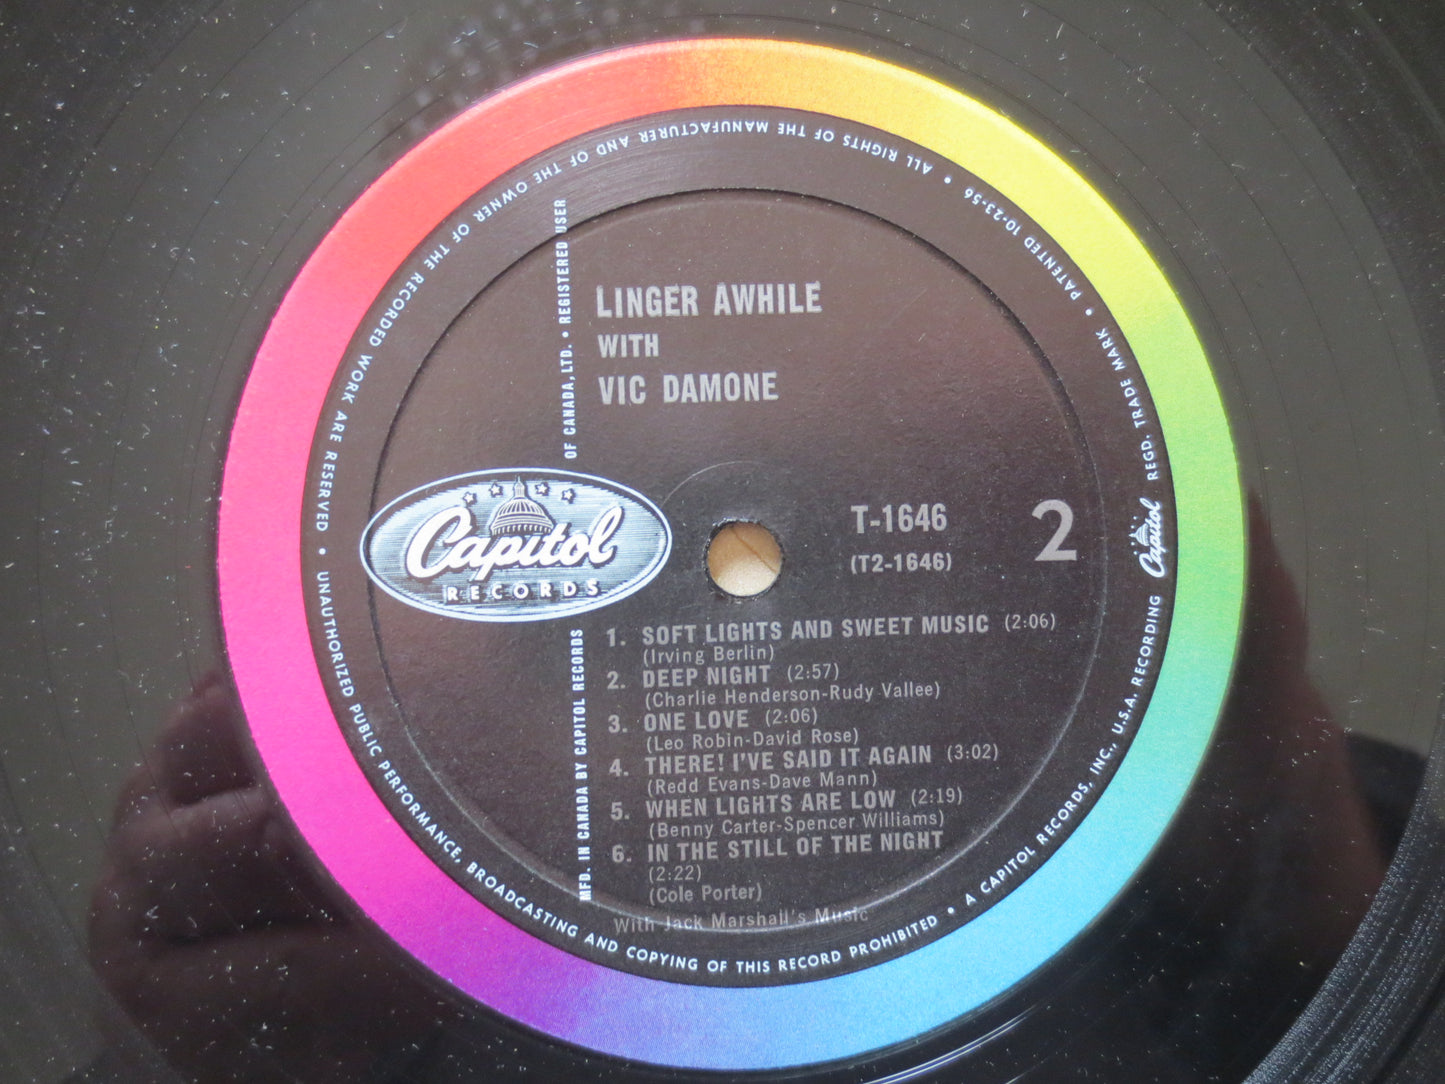 LINGER AWHILE
WITH
VIC DAMONE
T-1646
(T2-1646)
2
Capitol
RECORDS
1. SOFT LIGHTS AND SWEET MUSIC (2:06)
(Irving Berlin)
2. DEEP NIGHT (2:57)
(Charlie Henderson-Rudy Vallee)
3. ONE LOVE (2:06)
(Leo Robin-David Rose)
4. THERE! I'VE SAID IT AGAIN (3:02)
(Redd Evans-Dave Mann)
5. WHEN LIGHTS ARE LOW (2:19)
(Benny Carter-Spencer Williams)
6. IN THE STILL OF THE NIGHT
(2:22)
(Cole Porter)
With Jack Marshall's Music
MFD. IN CANADA BY CAPITOL RECORDS OF CANADA, LTD. • REGISTERED USER
A CAPITOL RECORDS, INC., U.S.A. RECORDING Capitol REGD. TRADE MARK • PATENTED 10-23-56 • ALL RIGHTS OF THE MANUFACTURER AND OF THE OWNER OF THE RECORDED WORK ARE RESERVED • UNAUTHORIZED PUBLIC PERFORMANCE, BROADCASTING AND COPYING OF THIS RECORD PROHIBITED •